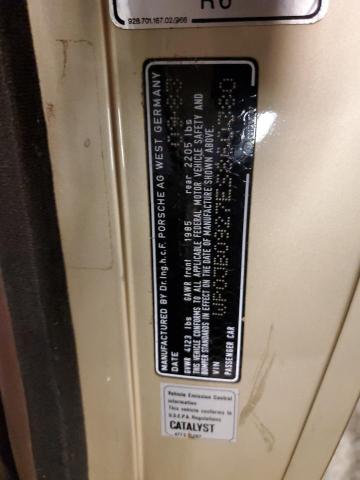 R6
928.701.167.02/966
MANUFACTURED BY Dr.Ing.h.c.F. PORSCHE AG WEST GERMANY
DATE
GVWR 4123 lbs GAWR front 1985 rear 2205 lbs
THIS VEHICLE CONFORMS TO ALL APPLICABLE FEDERAL MOTOR VEHICLE SAFETY AND
BUMPER STANDARDS IN EFFECT ON THE DATE OF MANUFACTURE SHOWN ABOVE.
VIN
PASSENGER CAR
Vehicle Emission Control
information
This vehicle conforms to
U.S.E.P.A. Regulations
CATALYST